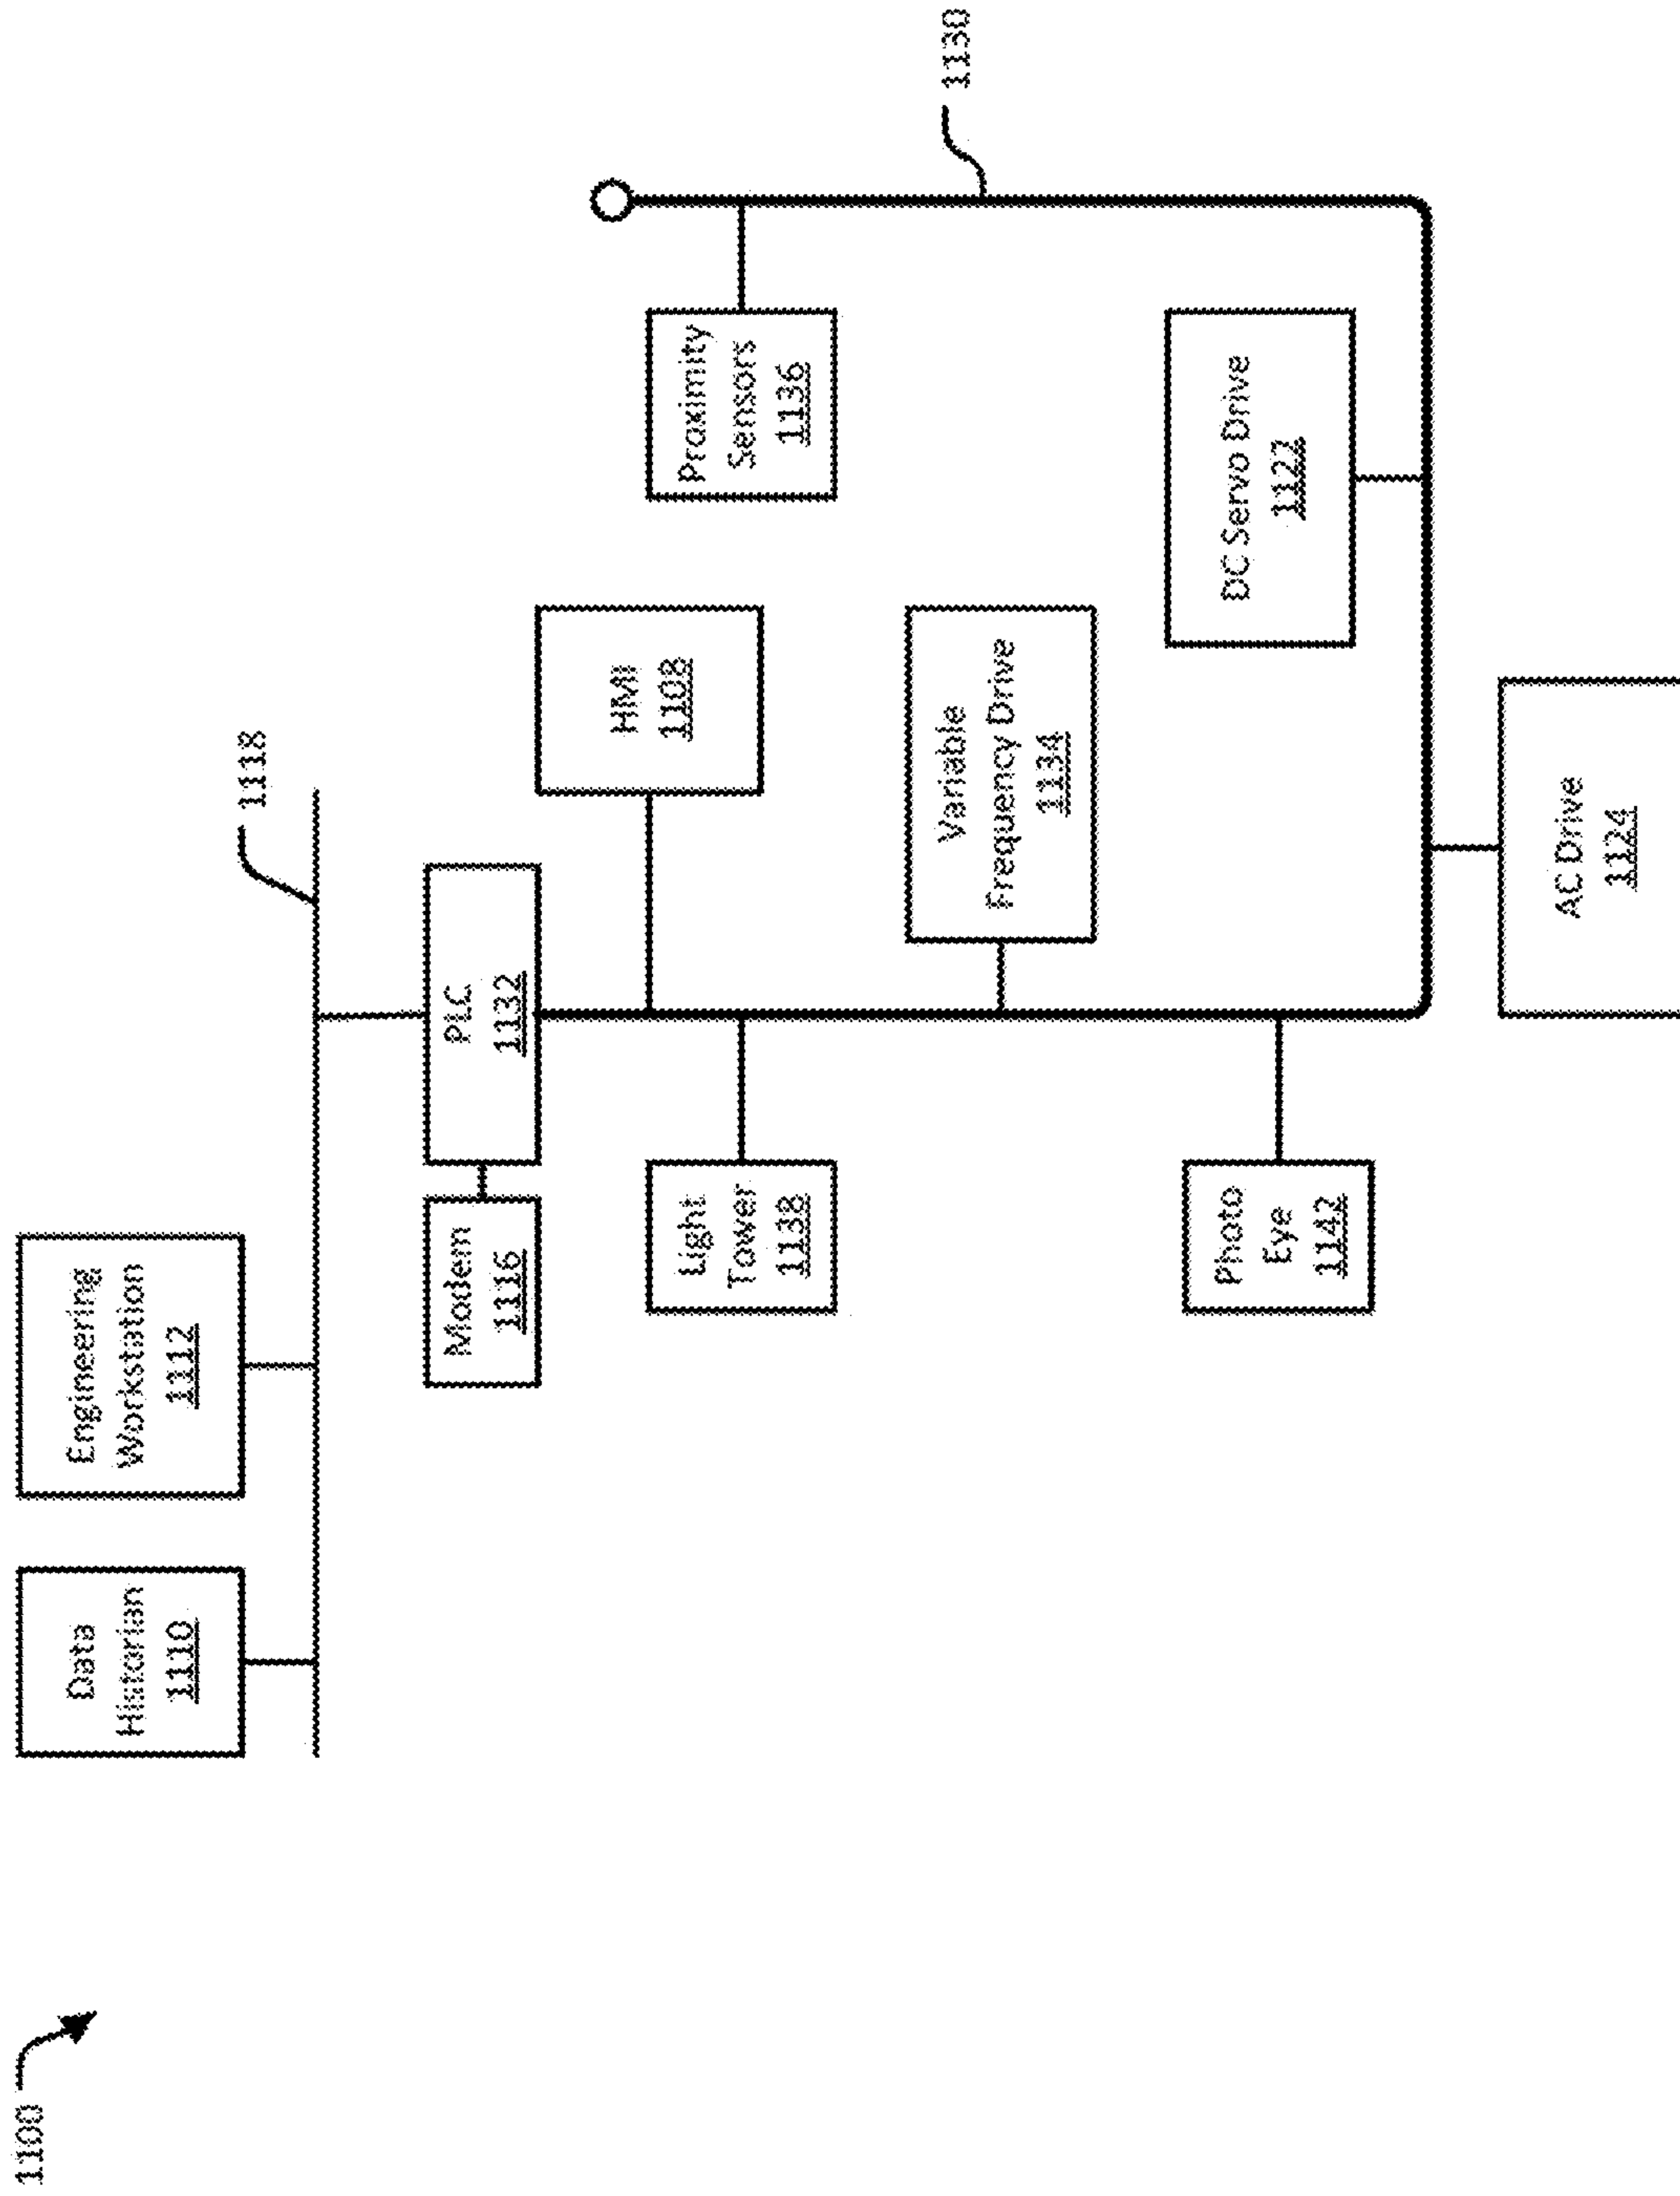 1100
Data
Historian
1110
Engineering
Workstation
1112
1118
Modem
1116
PLC
1132
HMI
1108
Light
Tower
1138
Proximity
Sensors
1136
1130
Variable
Frequency Drive
1134
Photo
Eye
1142
DC Servo Drive
1122
AC Drive
1124